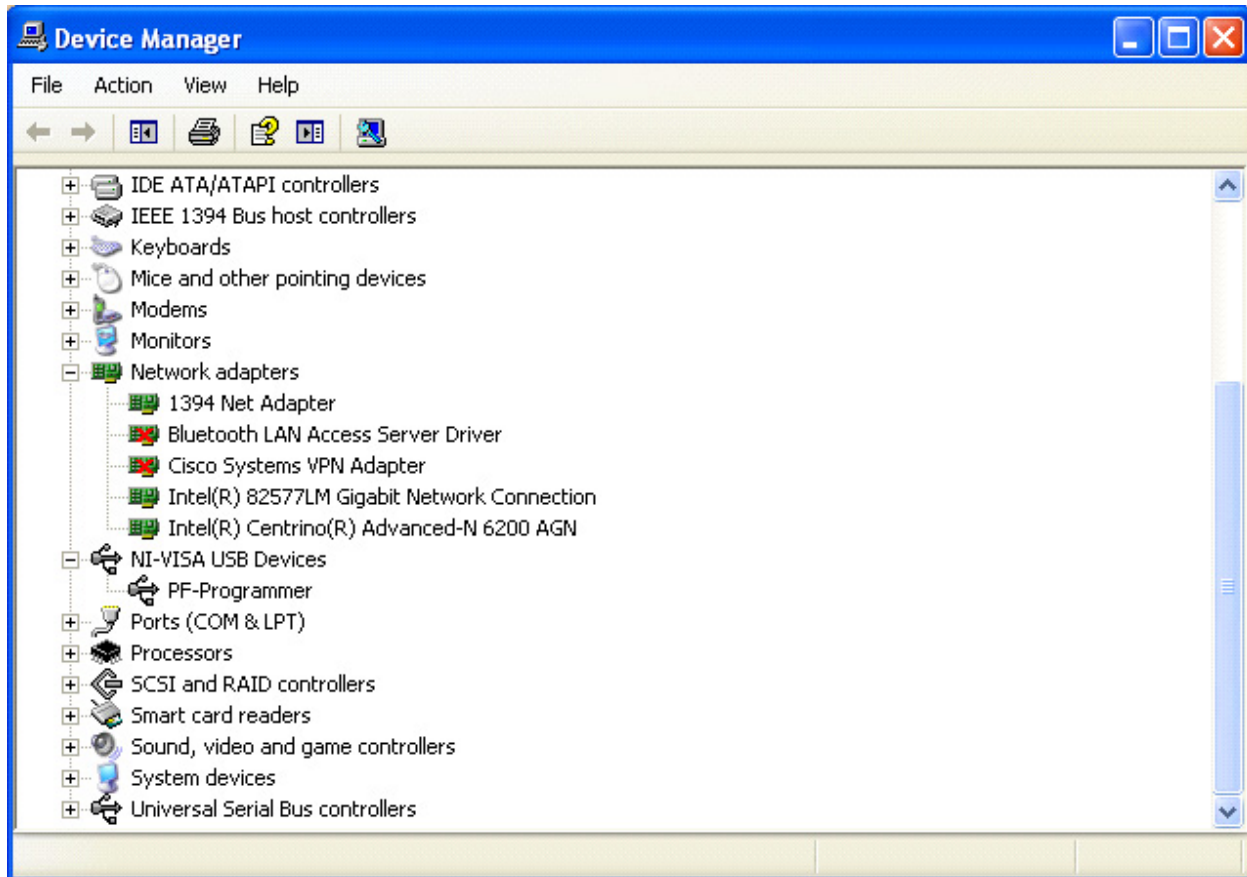 Device Manager
File Action View Help
IDE ATA/ATAPI controllers
IEEE 1394 Bus host controllers
Keyboards
Mice and other pointing devices
Modems
Monitors
Network adapters
1394 Net Adapter
Bluetooth LAN Access Server Driver
Cisco Systems VPN Adapter
Intel(R) 82577LM Gigabit Network Connection
Intel(R) Centrino(R) Advanced-N 6200 AGN
NI-VISA USB Devices
PF-Programmer
Ports (COM & LPT)
Processors
SCSI and RAID controllers
Smart card readers
Sound, video and game controllers
System devices
Universal Serial Bus controllers